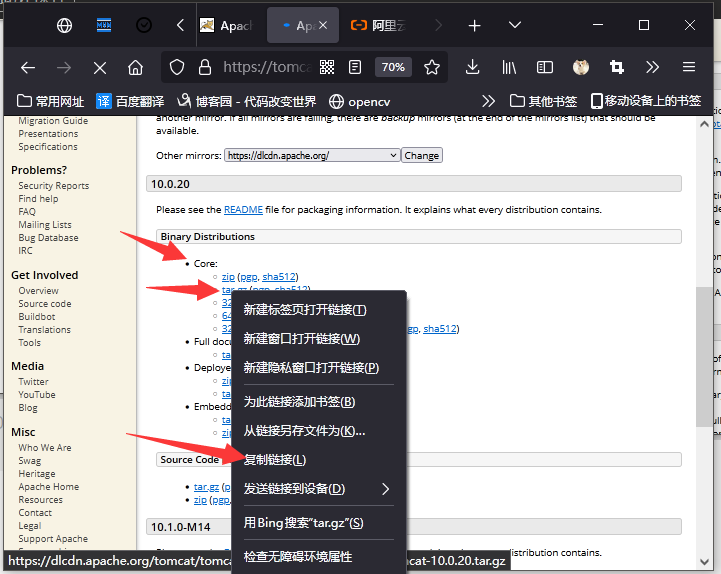 Apac
Ap
阿里云
https://tomca
70%
常用网址
译 百度翻译
博客园 - 代码改变世界
opencv
其他书签
移动设备上的书签
Migration Guide
Presentations
Specifications
Problems?
Security Reports
Find help
FAQ
Mailing Lists
Bug Database
IRC
Get Involved
Overview
Source code
Buildbot
Translations
Tools
Media
Twitter
YouTube
Blog
Misc
Who We Are
Swag
Heritage
Apache Home
Resources
Contact
Legal
Support Apache
another mirror. If all mirrors are failing, there are backup mirrors (at the end of the mirrors list) that should be
available.
Other mirrors: https://dlcdn.apache.org/ Change
10.0.20
Please see the README file for packaging information. It explains what every distribution contains.
Binary Distributions
Core:
zip (pgp, sha512)
tar.gz (pgp, sha512)
32
64
32 gp, sha512)
Full docu
ta
Deploye
zip
ta
Embedd
ta
zip
Source Code
tar.gz (p
zip (pgp,
10.1.0-M14
distribution contains.
新建标签页打开链接(T)
新建窗口打开链接(W)
新建隐私窗口打开链接(P)
为此链接添加书签(B)
从链接另存文件为(K)...
复制链接(L)
发送链接到设备(D)
用Bing搜索"tar.gz"(S)
检查无障碍环境属性
https://dlcdn.apache.org/tomcat/tomc
mcat-10.0.20.tar.gz